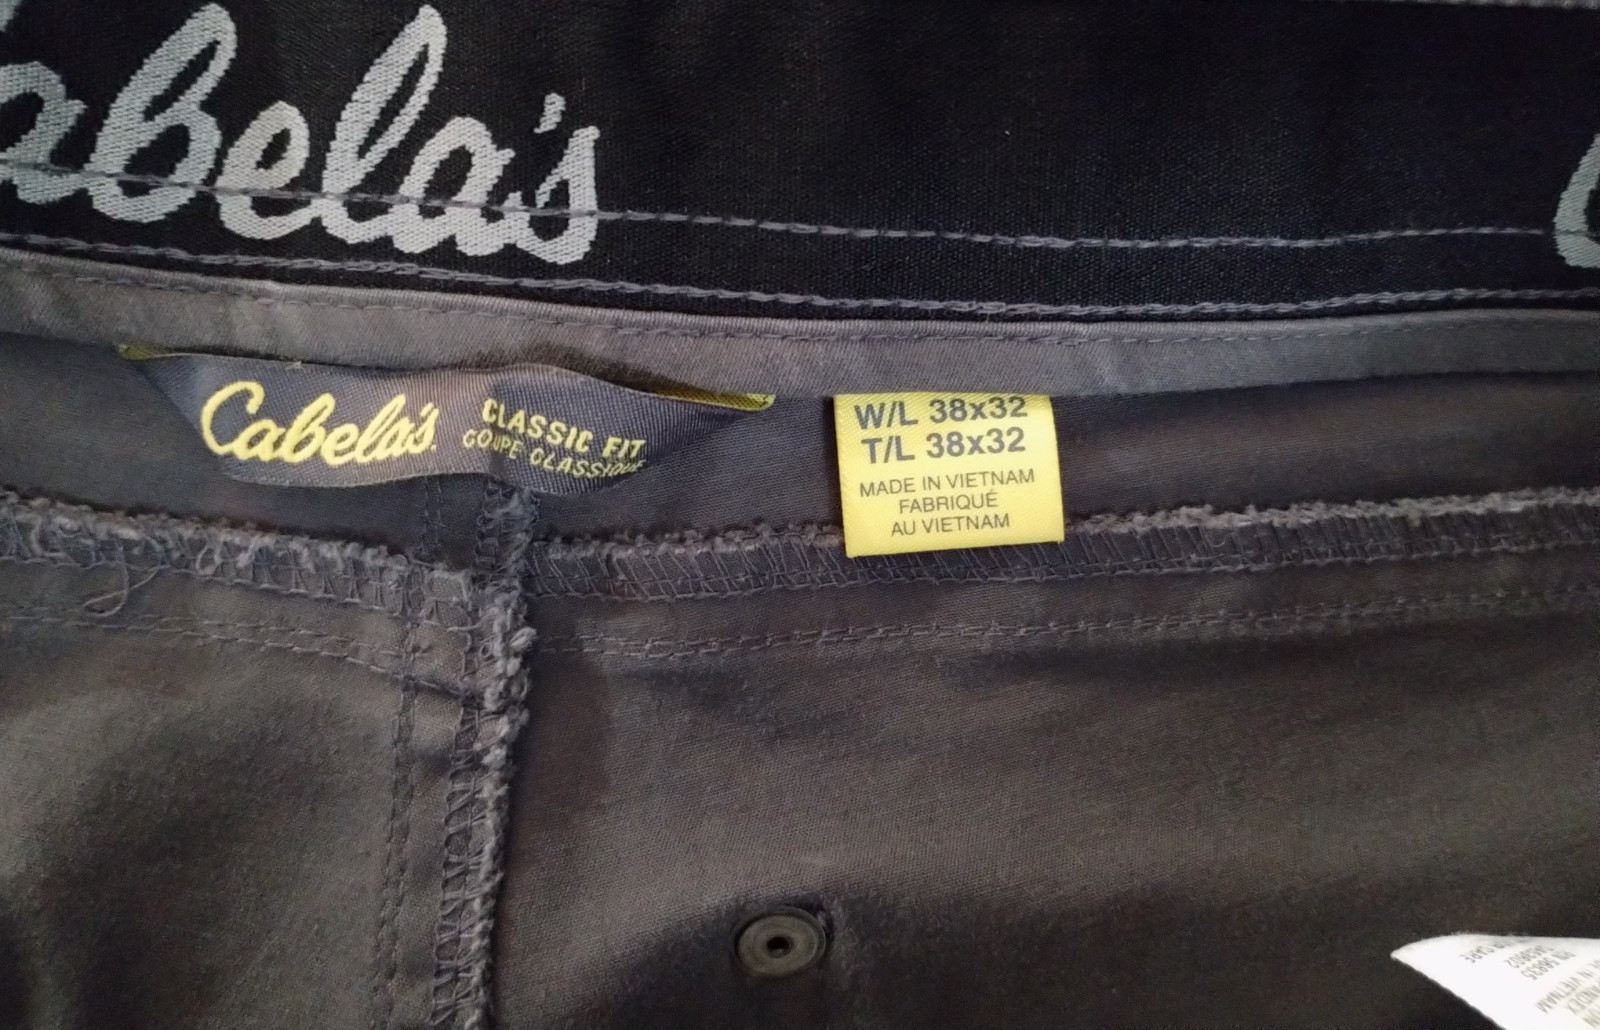 Cabela's
Cabela's
CLASSIC FIT
COUPE CLASSIQUE
W/L 38x32
T/L 38x32
MADE IN VIETNAM
FABRIQUÉ
AU VIETNAM